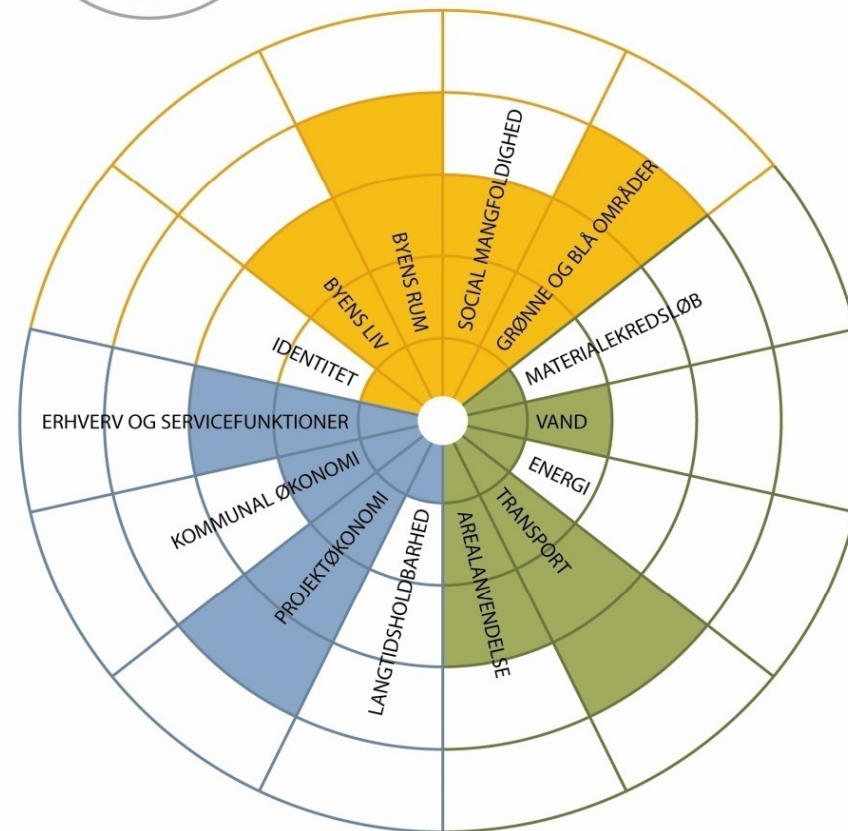 IDENTITET
BYENS LIV
BYENS RUM
SOCIAL MANGFOLDIGHED
GRØNNE OG BLÅ OMRÅDER
MATERIALEKREDSLØB
VAND
ENERGI
TRANSPORT
AREALANVENDELSE
LANGTIDSHOLDBARHED
PROJEKTØKONOMI
KOMMUNAL ØKONOMI
ERHVERV OG SERVICEFUNKTIONER